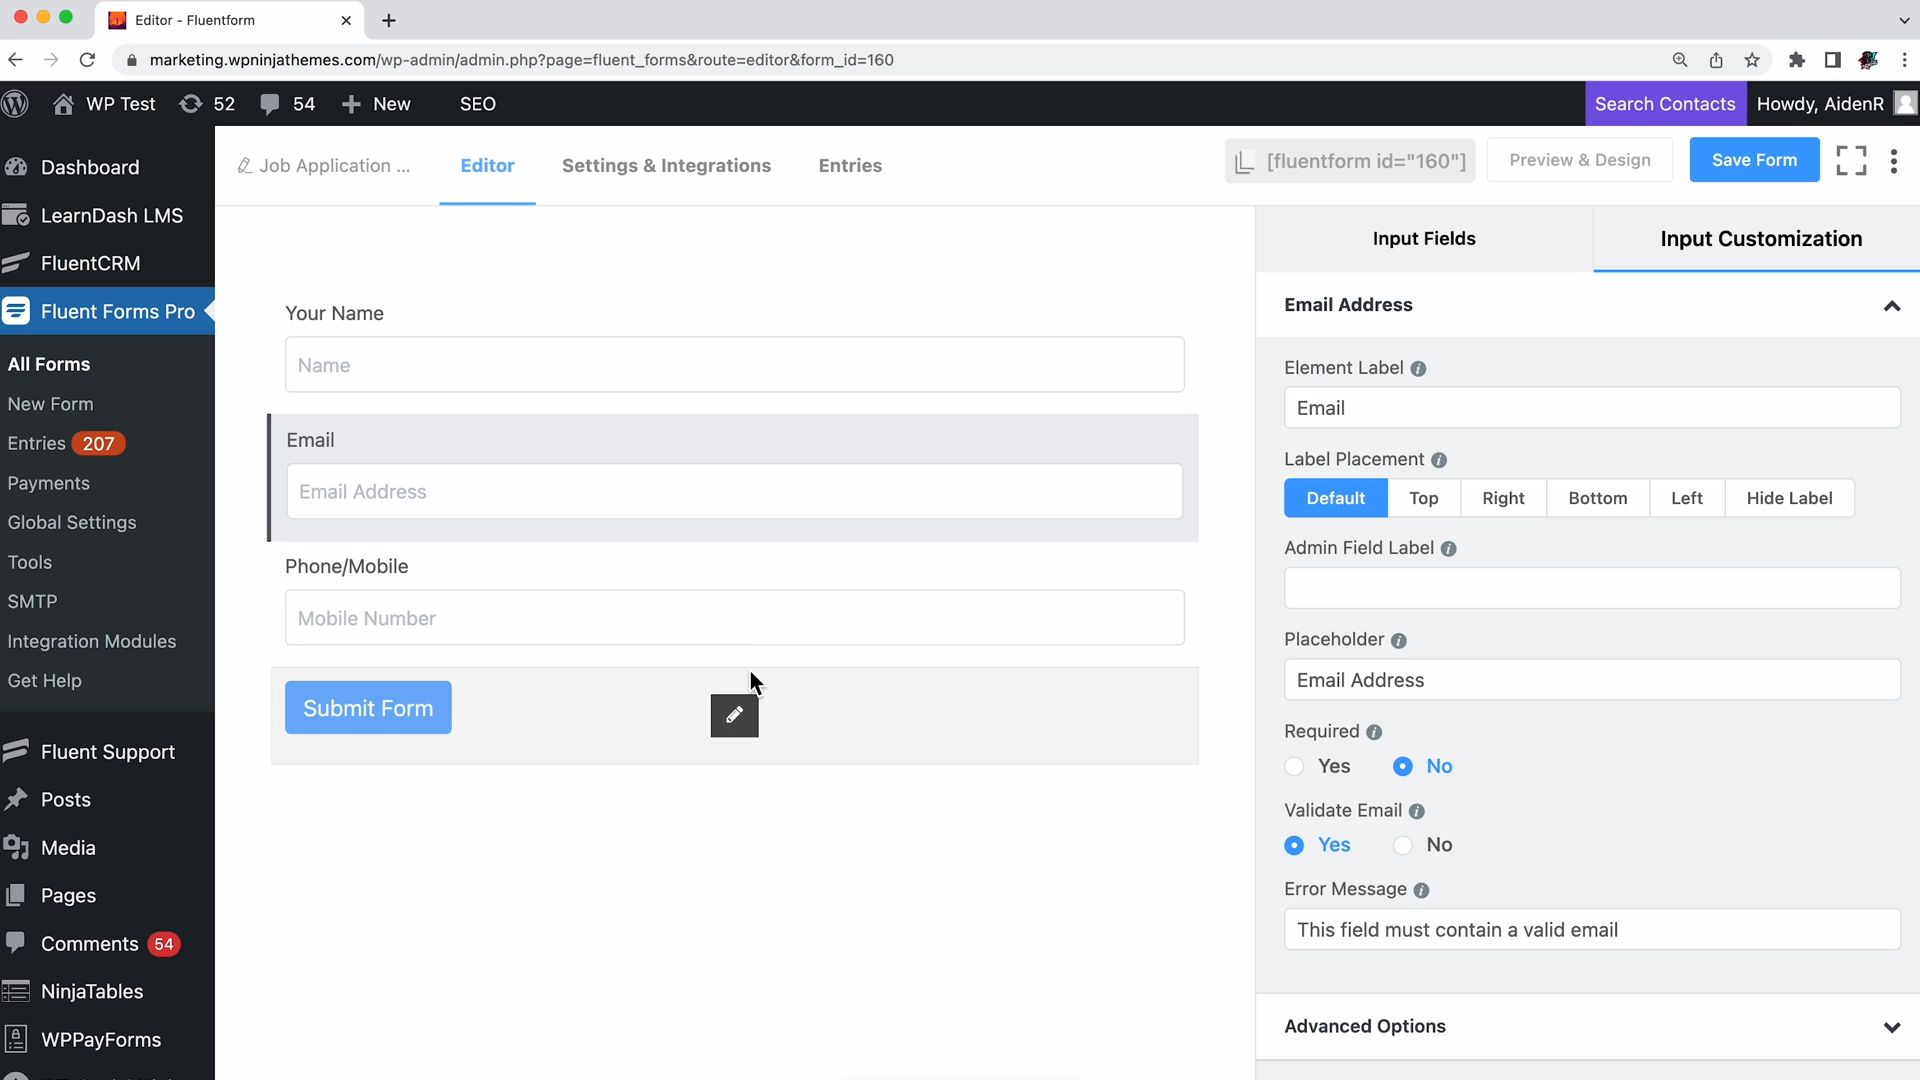 Editor - Fluentform
marketing.wpninjathemes.com/wp-admin/admin.php?page=fluent_forms&route=editor&form_id=160
WP Test 52 54 New SEO Search Contacts Howdy, AidenR
Dashboard
LearnDash LMS
FluentCRM
Fluent Forms Pro
All Forms
New Form
Entries 207
Payments
Global Settings
Tools
SMTP
Integration Modules
Get Help
Fluent Support
Posts
Media
Pages
Comments 54
NinjaTables
WPPayForms
Job Application ... Editor Settings & Integrations Entries [fluentform id="160"] Preview & Design Save Form
Your Name
Name
Email
Email Address
Phone/Mobile
Mobile Number
Submit Form
Input Fields Input Customization
Email Address
Element Label
Email
Label Placement
Default Top Right Bottom Left Hide Label
Admin Field Label
Placeholder
Email Address
Required
Yes No
Validate Email
Yes No
Error Message
This field must contain a valid email
Advanced Options